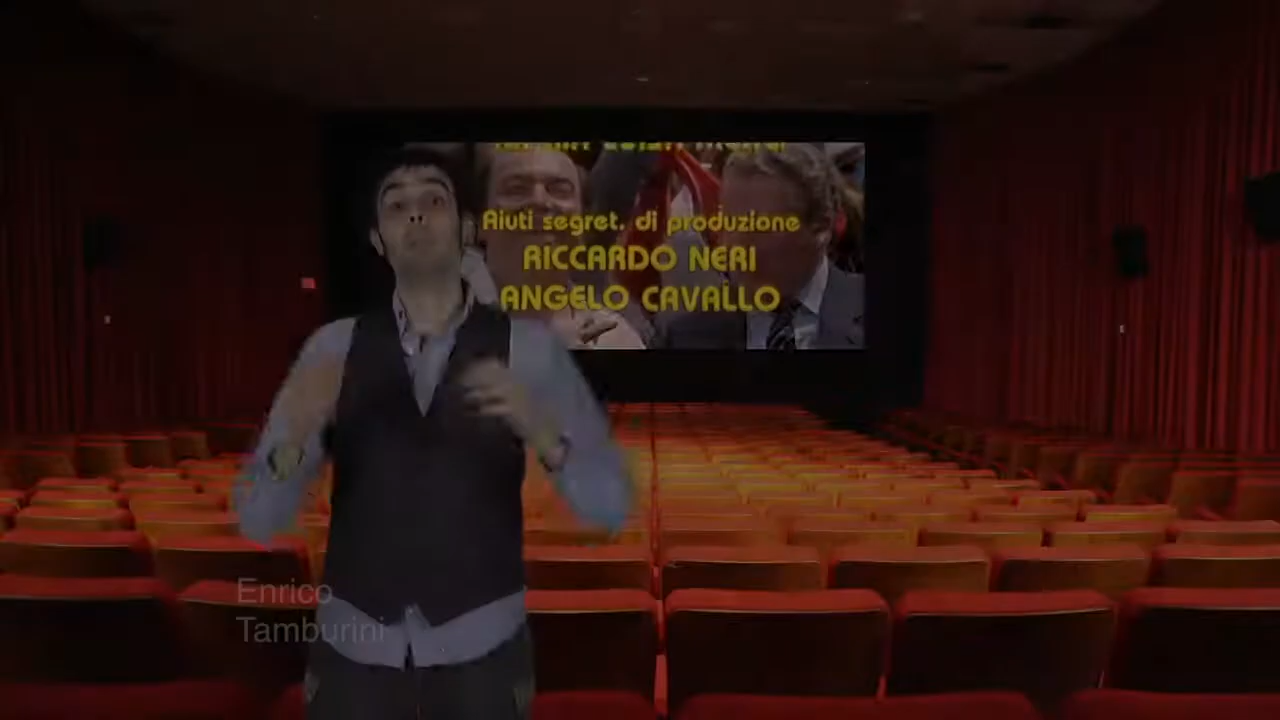 Aiuti segret. di produzione
RICCARDO NERI
ANGELO CAVALLO
Enrico
Tamburini